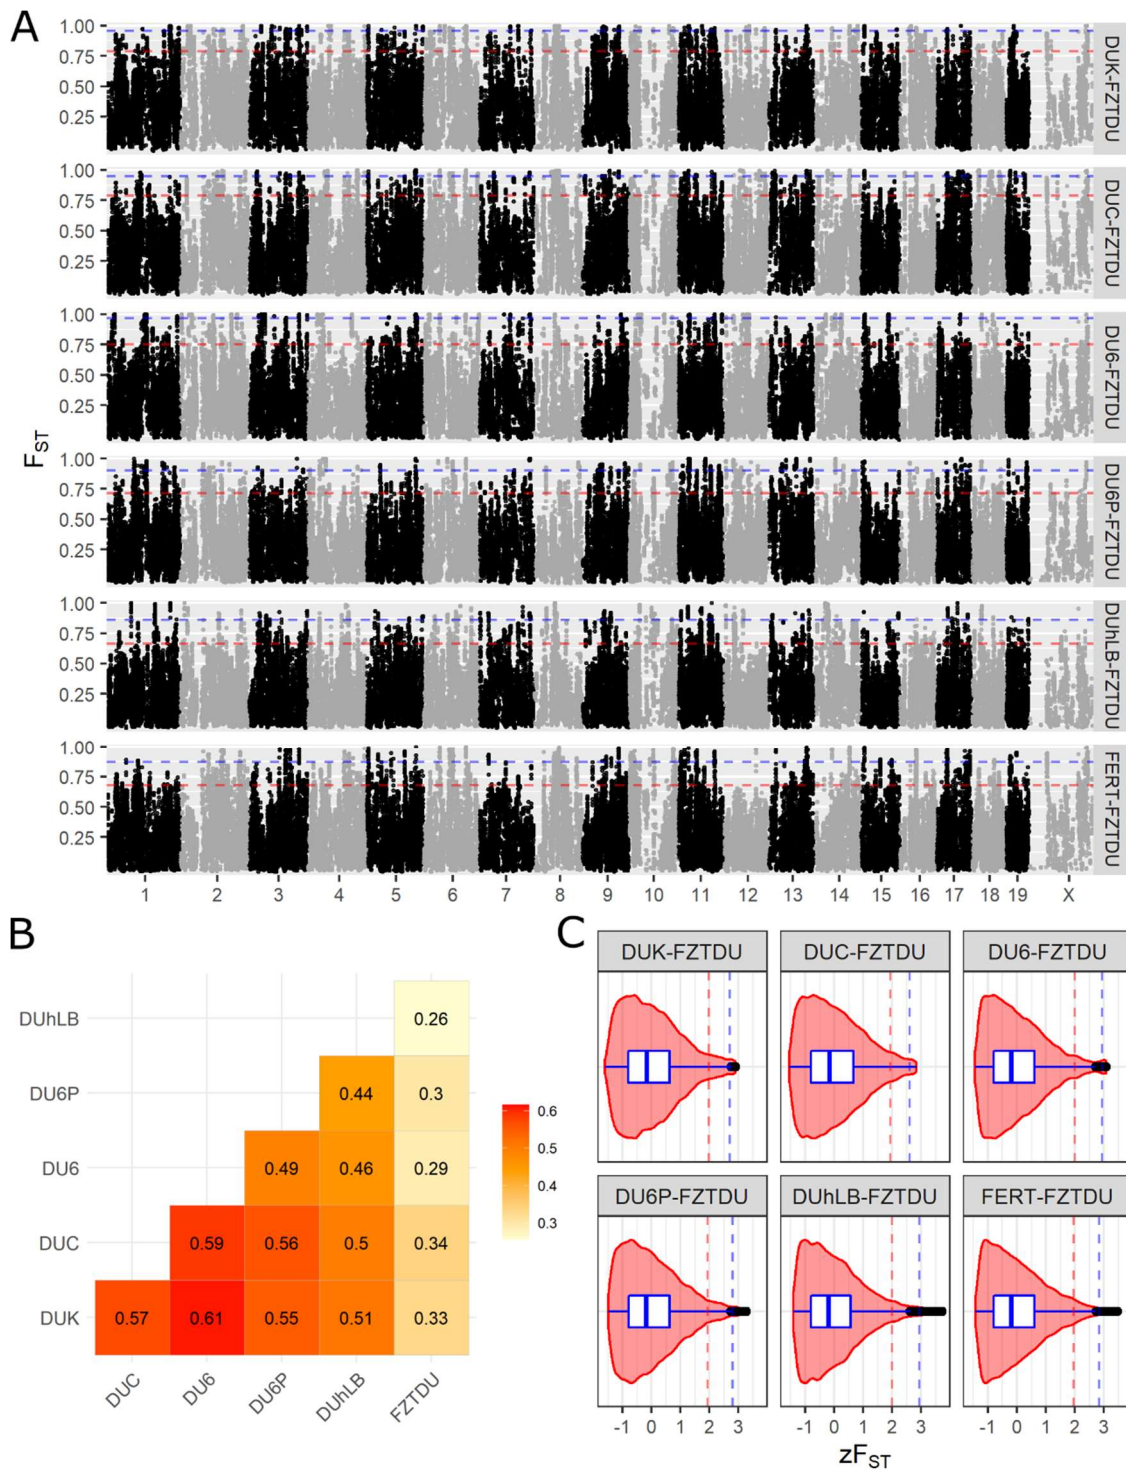 A
1.00
0.75
0.50
0.25
DUK-FZTDU
1.00
0.75
0.50
0.25
DUC-FZTDU
1.00
0.75
0.50
0.25
DU6-FZTDU
1.00
0.75
0.50
0.25
DU6P-FZTDU
1.00
0.75
0.50
0.25
DUhLB-FZTDU
1.00
0.75
0.50
0.25
FERT-FZTDU
FST
1 2 3 4 5 6 7 8 9 10 11 12 13 14 15 16 17 18 19 X
B
DUhLB 0.26
DU6P 0.44 0.3
DU6 0.49 0.46 0.29
DUC 0.59 0.56 0.5 0.34
DUK 0.57 0.61 0.55 0.51 0.33
DUC DU6 DU6P DUhLB FZTDU
0.6
0.5
0.4
0.3
C
DUK-FZTDU DUC-FZTDU DU6-FZTDU
DU6P-FZTDU DUhLB-FZTDU FERT-FZTDU
-1 0 1 2 3 -1 0 1 2 3 -1 0 1 2 3
zFST